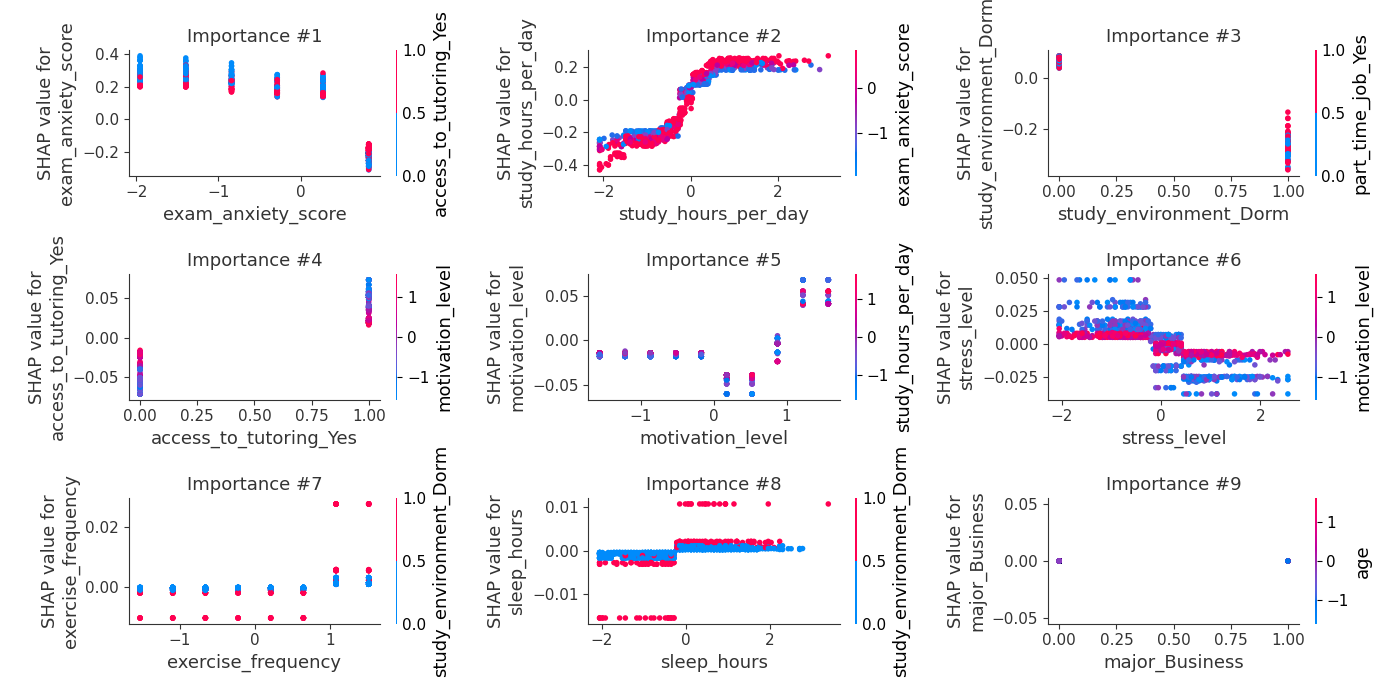 Importance #1
SHAP value for
exam_anxiety_score
0.4
0.2
0.0
−0.2
−2
−1
0
exam_anxiety_score
1.0
0.5
0.0
access_to_tutoring_Yes
Importance #2
SHAP value for
study_hours_per_day
0.2
0.0
−0.2
−0.4
−2
0
2
study_hours_per_day
0
−1
exam_anxiety_score
Importance #3
SHAP value for
study_environment_Dorm
0.0
−0.2
0.00
0.25
0.50
0.75
1.00
study_environment_Dorm
1.0
0.5
0.0
part_time_job_Yes
Importance #4
SHAP value for
access_to_tutoring_Yes
0.05
0.00
−0.05
0.00
0.25
0.50
0.75
1.00
access_to_tutoring_Yes
1
0
−1
motivation_level
Importance #5
SHAP value for
motivation_level
0.05
0.00
−0.05
−1
0
1
motivation_level
1
0
−1
study_hours_per_day
Importance #6
SHAP value for
stress_level
0.050
0.025
0.000
−0.025
−2
0
2
stress_level
1
0
−1
motivation_level
Importance #7
SHAP value for
exercise_frequency
0.02
0.00
−1
0
1
exercise_frequency
1.0
0.5
0.0
study_environment_Dorm
Importance #8
SHAP value for
sleep_hours
0.01
0.00
−0.01
−2
0
2
sleep_hours
1.0
0.5
0.0
study_environment_Dorm
Importance #9
SHAP value for
major_Business
0.05
0.00
−0.05
0.00
0.25
0.50
0.75
1.00
major_Business
1
0
−1
age